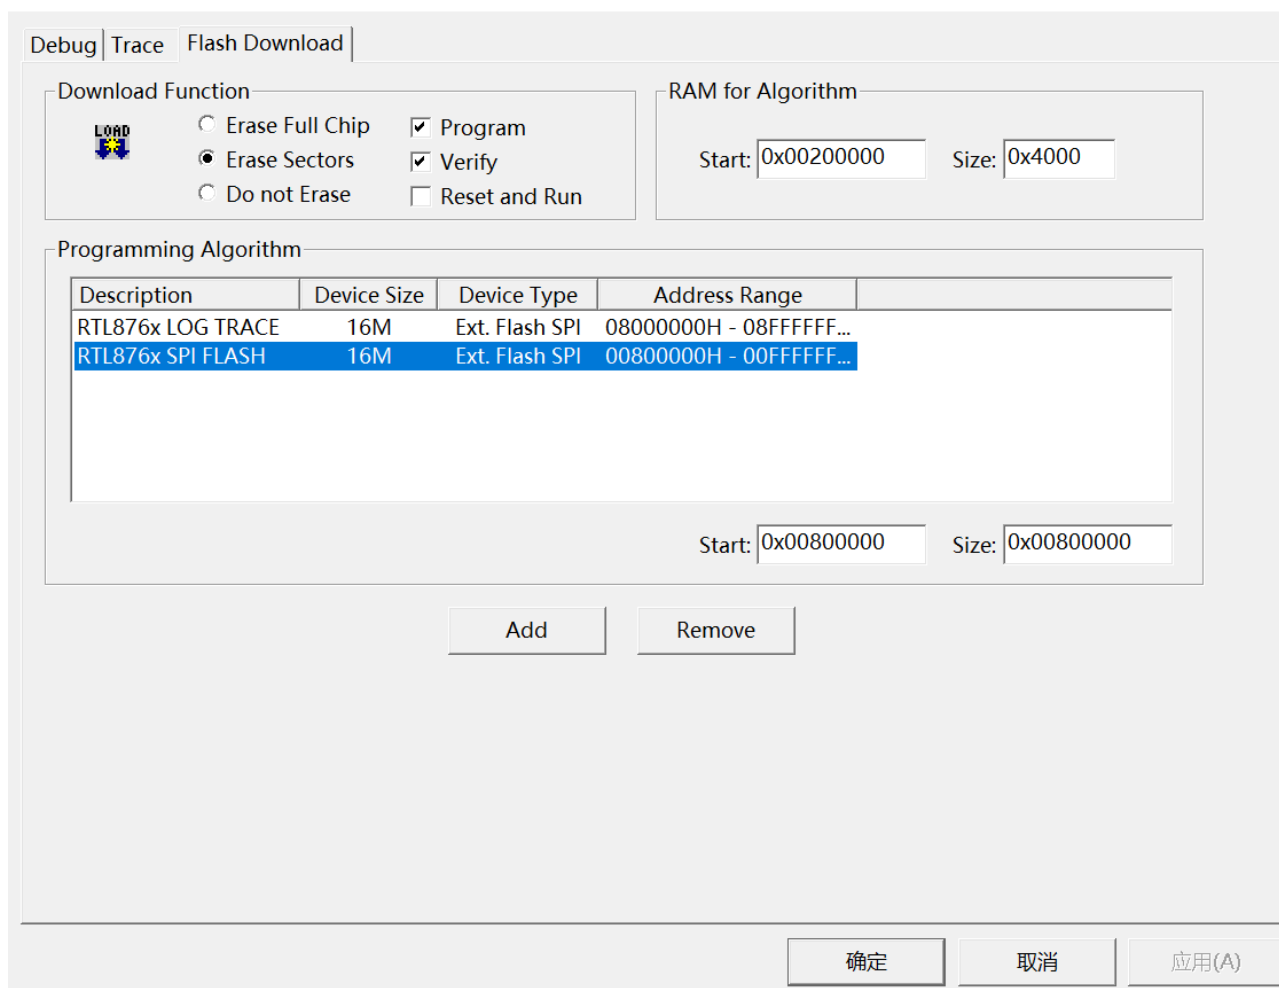 Debug Trace Flash Download
Download Function
RAM for Algorithm
LOAD
Erase Full Chip
Program
Erase Sectors
Verify
Do not Erase
Reset and Run
Start: 0x00200000 Size: 0x4000
Programming Algorithm
Description Device Size Device Type Address Range
RTL876x LOG TRACE 16M Ext. Flash SPI 08000000H - 08FFFFFF...
RTL876x SPI FLASH 16M Ext. Flash SPI 00800000H - 00FFFFFF...
Start: 0x00800000 Size: 0x00800000
Add Remove
确定 取消 应用(A)